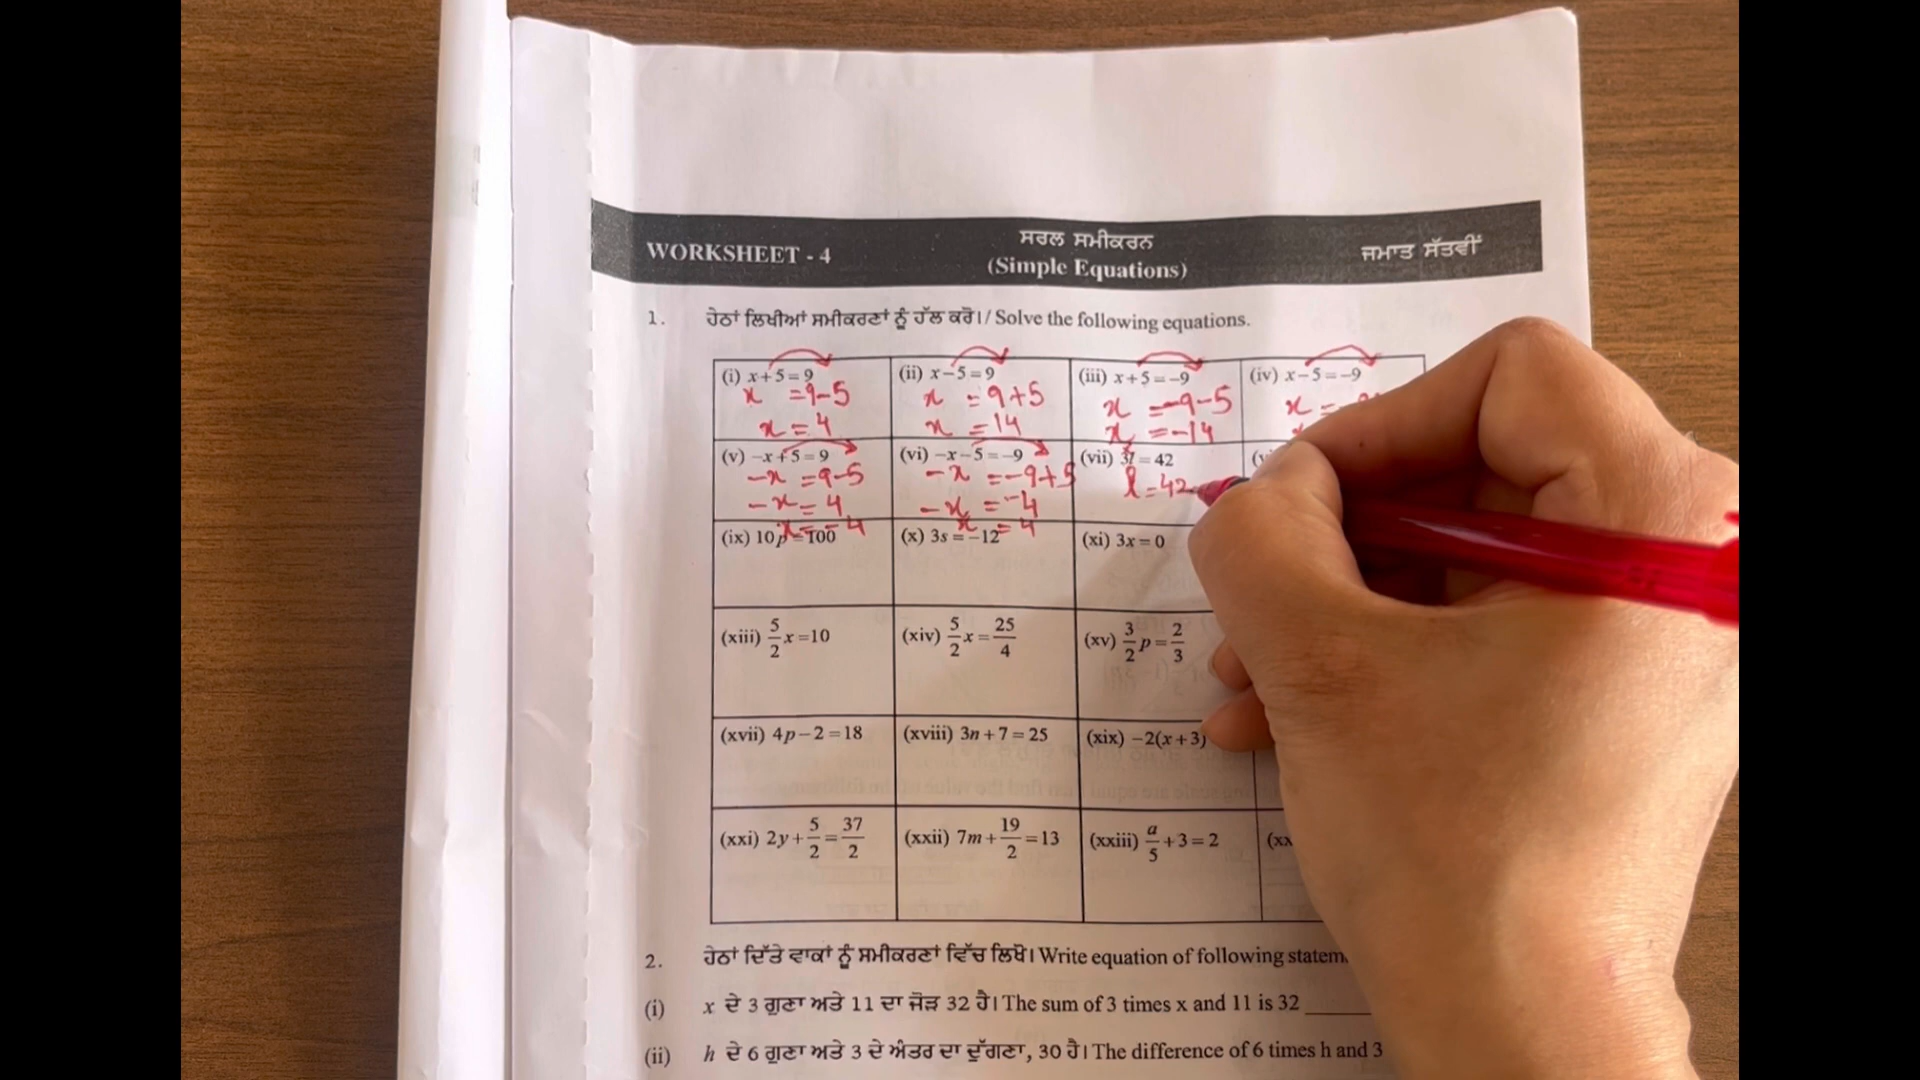 WORKSHEET - 4
ਸਰਲ ਸਮੀਕਰਨ
(Simple Equations)
ਜਮਾਤ ਸੱਤਵੀਂ
1. ਹੇਠਾਂ ਲਿਖੀਆਂ ਸਮੀਕਰਣਾਂ ਨੂੰ ਹੱਲ ਕਰੋ।/ Solve the following equations.
(i) x+5=9
x =9-5
x=4
(ii) x-5=9
x =9+5
x =14
(iii) x+5=-9
x =-9-5
x =-14
(iv) x-5=-9
x =
(v) -x+5=9
-x =9-5
-x=4
x=-4
(vi) -x-5=-9
-x =-9+5
-x =-4
x =4
(vii) 3l=42
l=42
(ix) 10p=100
(x) 3s=-12
(xi) 3x=0
(xiii) 5/2 x=10
(xiv) 5/2 x=25/4
(xv) 3/2 p=2/3
(xvii) 4p-2=18
(xviii) 3n+7=25
(xix) -2(x+3)
(xxi) 2y+5/2=37/2
(xxii) 7m+19/2=13
(xxiii) a/5+3=2
2. ਹੇਠਾਂ ਦਿੱਤੇ ਵਾਕਾਂ ਨੂੰ ਸਮੀਕਰਣਾਂ ਵਿੱਚ ਲਿਖੋ। Write equation of following
(i) x ਦੇ 3 ਗੁਣਾ ਅਤੇ 11 ਦਾ ਜੋੜ 32 ਹੈ। The sum of 3 times x and 11 is 32
(ii) h ਦੇ 6 ਗੁਣਾ ਅਤੇ 3 ਦੇ ਅੰਤਰ ਦਾ ਦੁੱਗਣਾ, 30 ਹੈ। The difference of 6 times h and 3